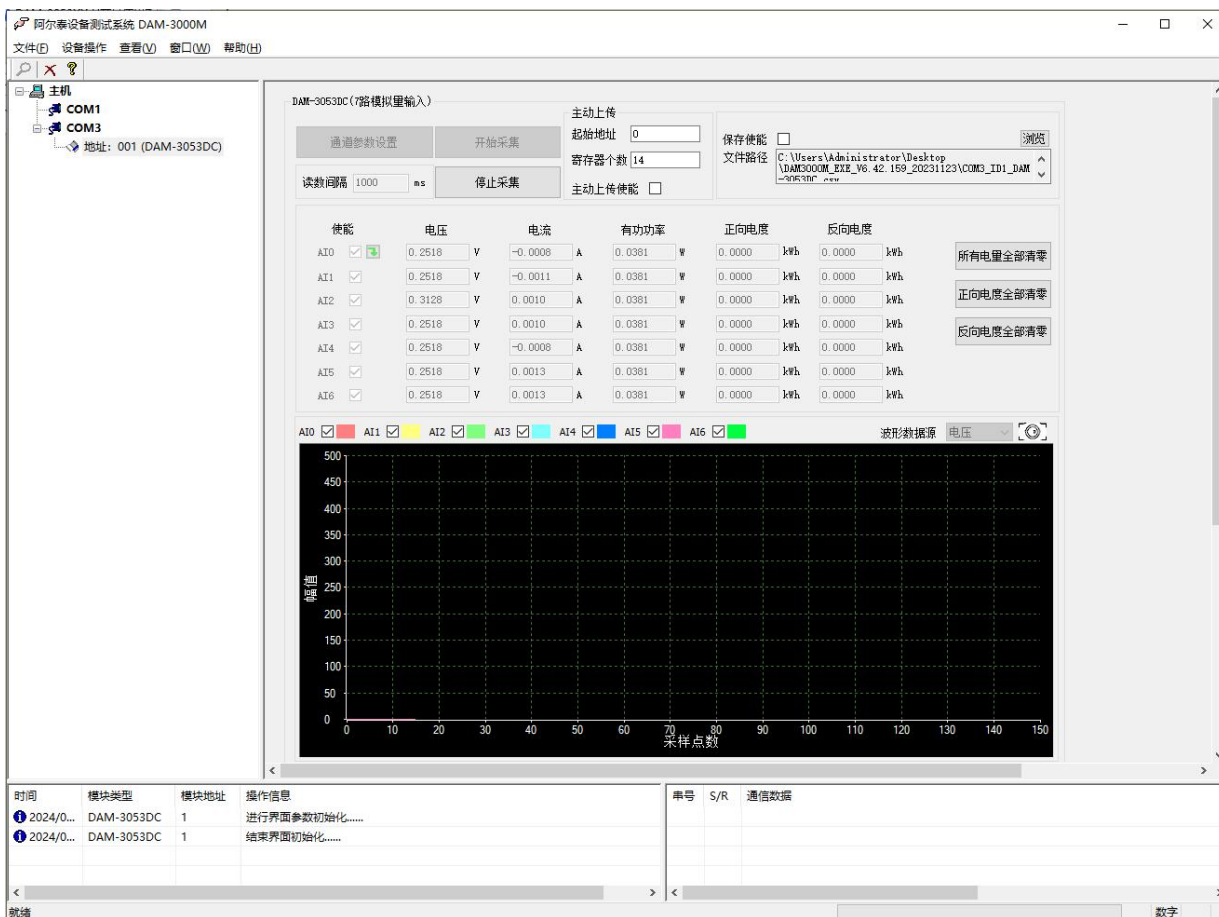 阿尔泰设备测试系统 DAM-3000M
文件(F) 设备操作 查看(V) 窗口(W) 帮助(H)
主机
COM1
COM3
地址：001 (DAM-3053DC)
DAM-3053DC(7路模拟量输入)
通道参数设置 开始采集
读数间隔 1000 ms 停止采集
主动上传
起始地址 0
寄存器个数 14
主动上传使能
保存使能 浏览
文件路径 C:\Users\Administrator\Desktop
\DAM3000M_EXE_V6.42.159_20231123\COM3_ID1_DAM
-3053DC.csv
使能 电压 电流 有功功率 正向电度 反向电度
AI0 0.2518 V -0.0008 A 0.0381 W 0.0000 kWh 0.0000 kWh
AI1 0.2518 V -0.0011 A 0.0381 W 0.0000 kWh 0.0000 kWh
AI2 0.3128 V 0.0010 A 0.0381 W 0.0000 kWh 0.0000 kWh
AI3 0.2518 V 0.0010 A 0.0381 W 0.0000 kWh 0.0000 kWh
AI4 0.2518 V -0.0008 A 0.0381 W 0.0000 kWh 0.0000 kWh
AI5 0.2518 V 0.0013 A 0.0381 W 0.0000 kWh 0.0000 kWh
AI6 0.2518 V 0.0013 A 0.0381 W 0.0000 kWh 0.0000 kWh
所有电量全部清零
正向电度全部清零
反向电度全部清零
AI0 AI1 AI2 AI3 AI4 AI5 AI6 波形数据源 电压
500
450
400
350
300
250
200
150
100
50
0
幅值
0 10 20 30 40 50 60 70 80 90 100 110 120 130 140 150
采样点数
时间 模块类型 模块地址 操作信息
2024/0... DAM-3053DC 1 进行界面参数初始化......
2024/0... DAM-3053DC 1 结束界面初始化......
串号 S/R 通信数据
就绪 数字